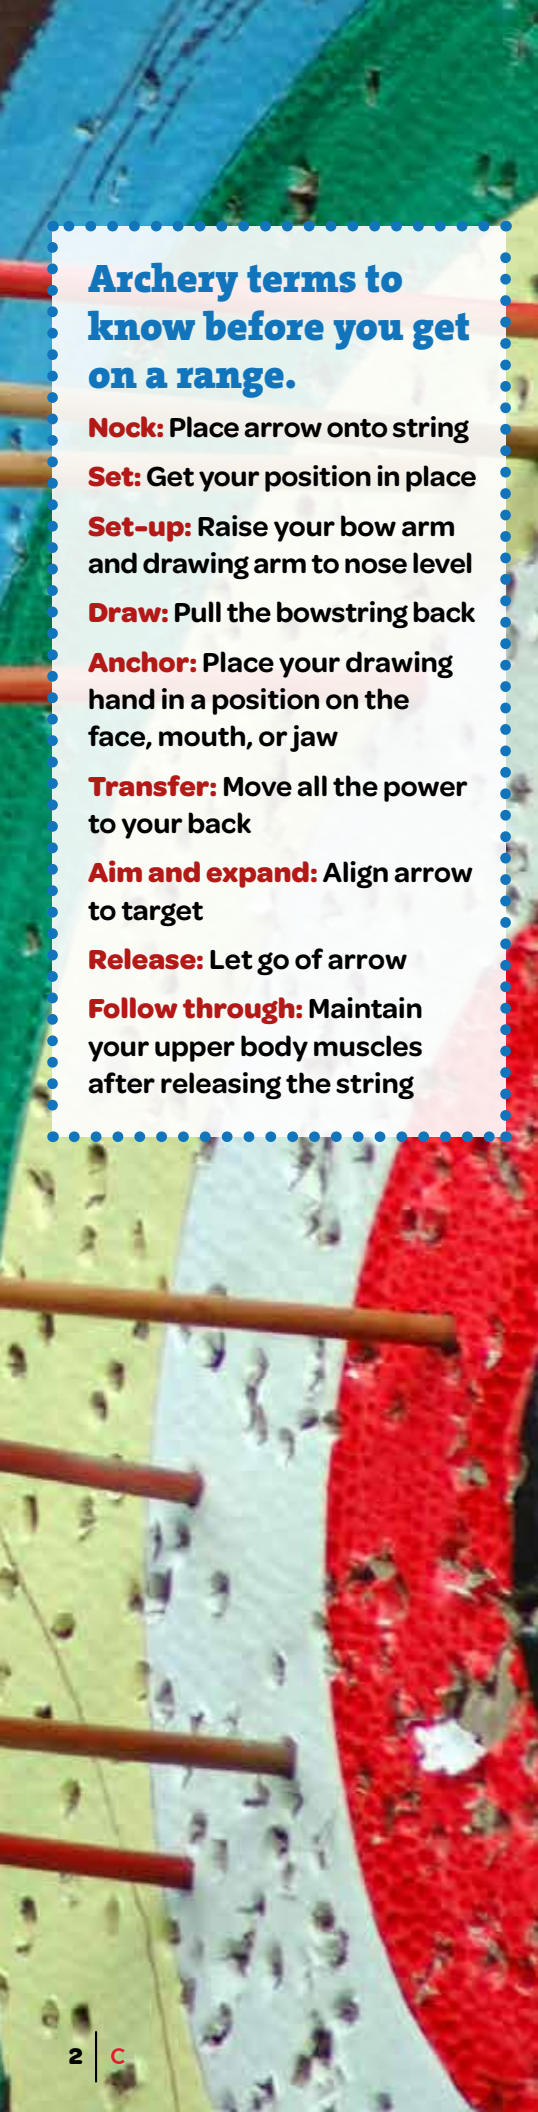 Archery terms to
know before you get
on a range.
Nock: Place arrow onto string
Set: Get your position in place
Set-up: Raise your bow arm
and drawing arm to nose level
Draw: Pull the bowstring back
Anchor: Place your drawing
hand in a position on the
face, mouth, or jaw
Transfer: Move all the power
to your back
Aim and expand: Align arrow
to target
Release: Let go of arrow
Follow through: Maintain
your upper body muscles
after releasing the string
2 | C